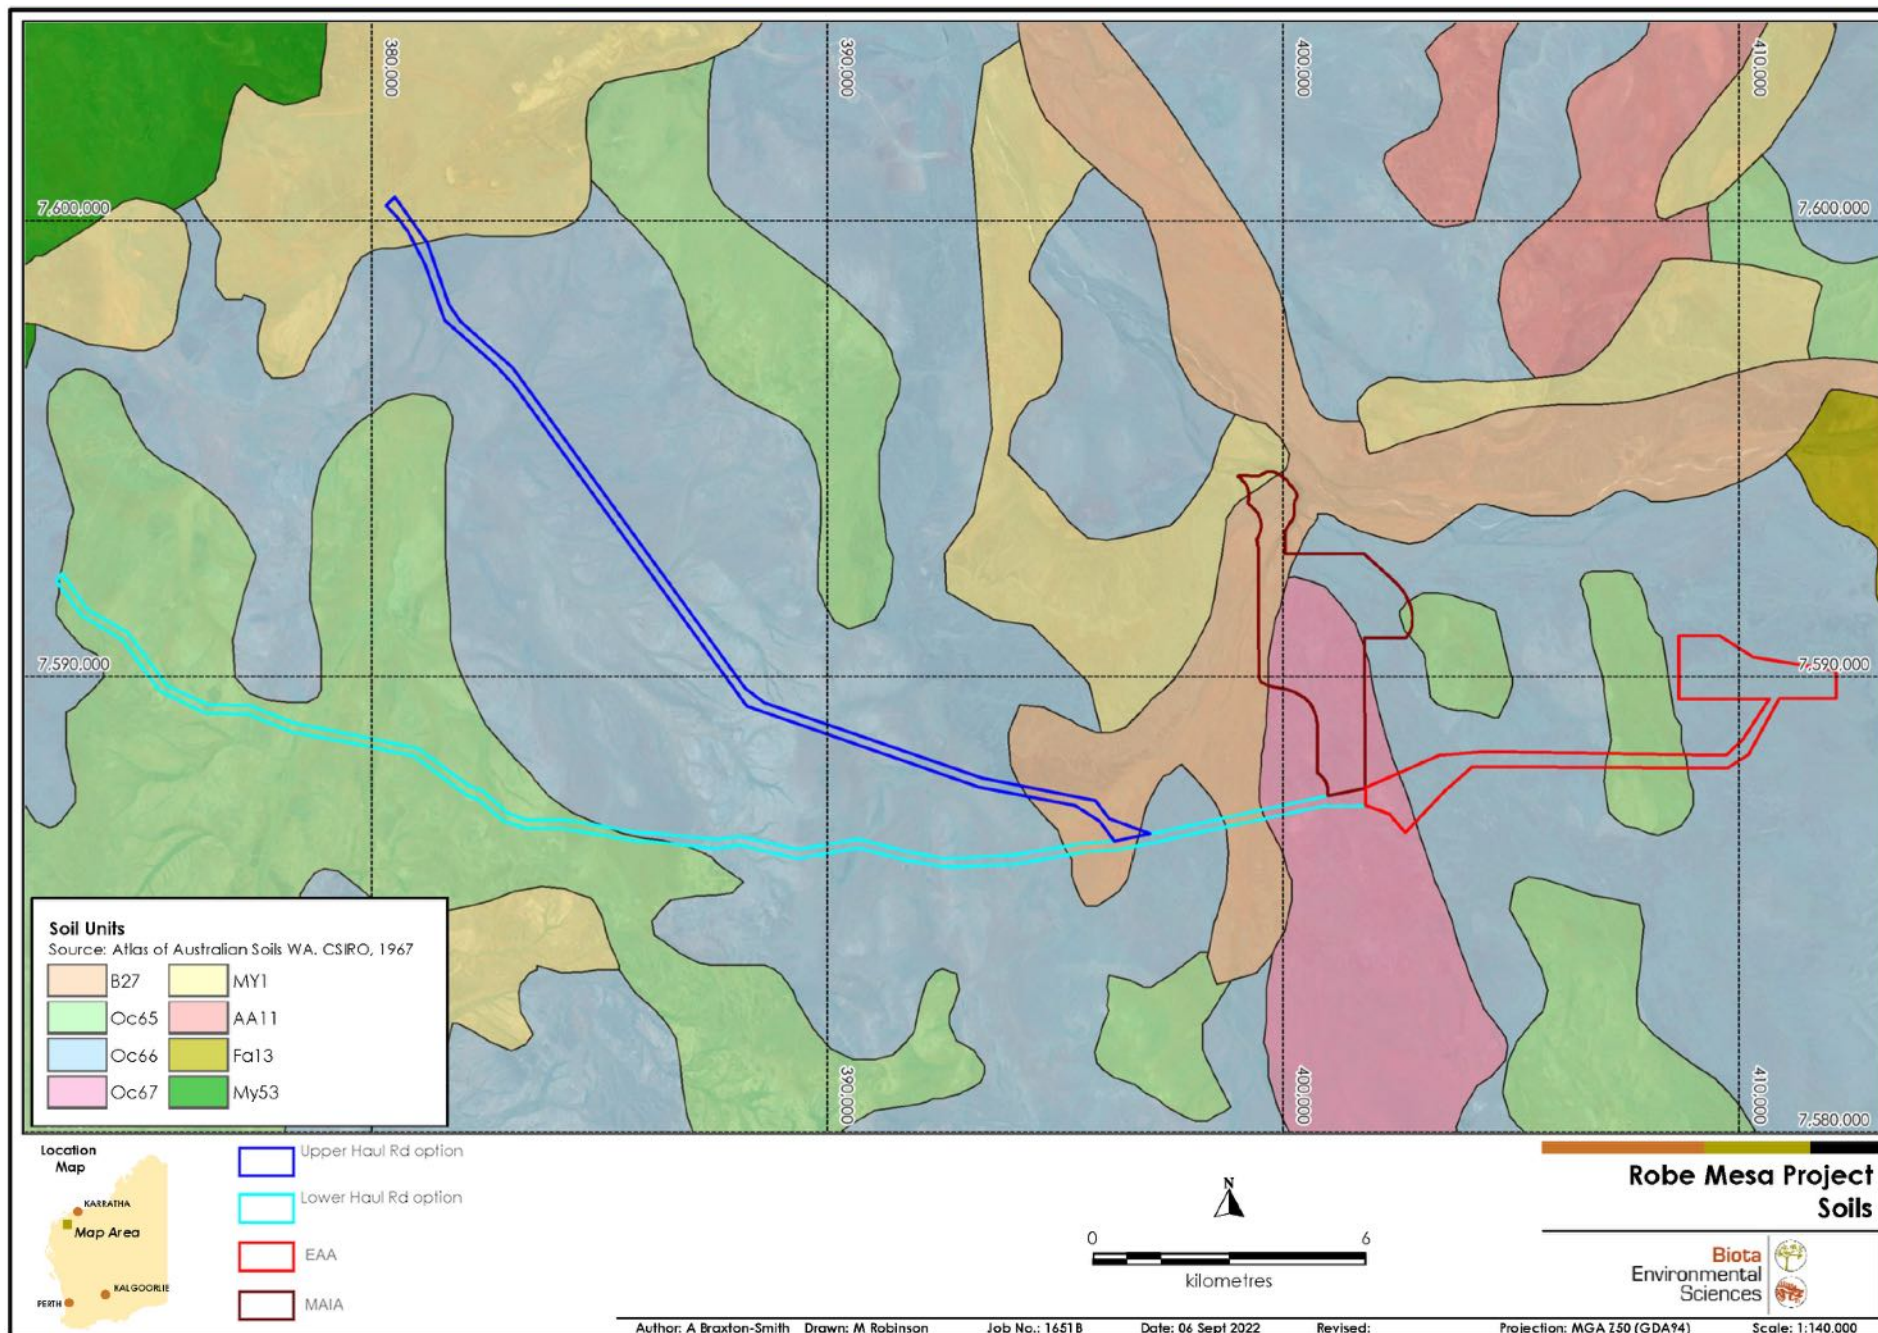 380,000
390,000
400,000
410,000
7,600,000
7,600,000
7,590,000
7,590,000
Soil Units
Source: Atlas of Australian Soils WA. CSIRO, 1967
B27
MY1
Oc65
AA11
Oc66
Fa13
Oc67
My53
390,000
400,000
410,000
7,580,000
Location
Map
KARRATHA
Map Area
KALGOORLIE
PERTH
Upper Haul Rd option
Lower Haul Rd option
EAA
MAIA
N
0 6
kilometres
Robe Mesa Project
Soils
Biota
Environmental
Sciences
Author: A Braxton-Smith Drawn: M Robinson Job No.: 1651B Date: 06 Sept 2022 Revised: Projection: MGA Z50 (GDA94) Scale: 1:140,000